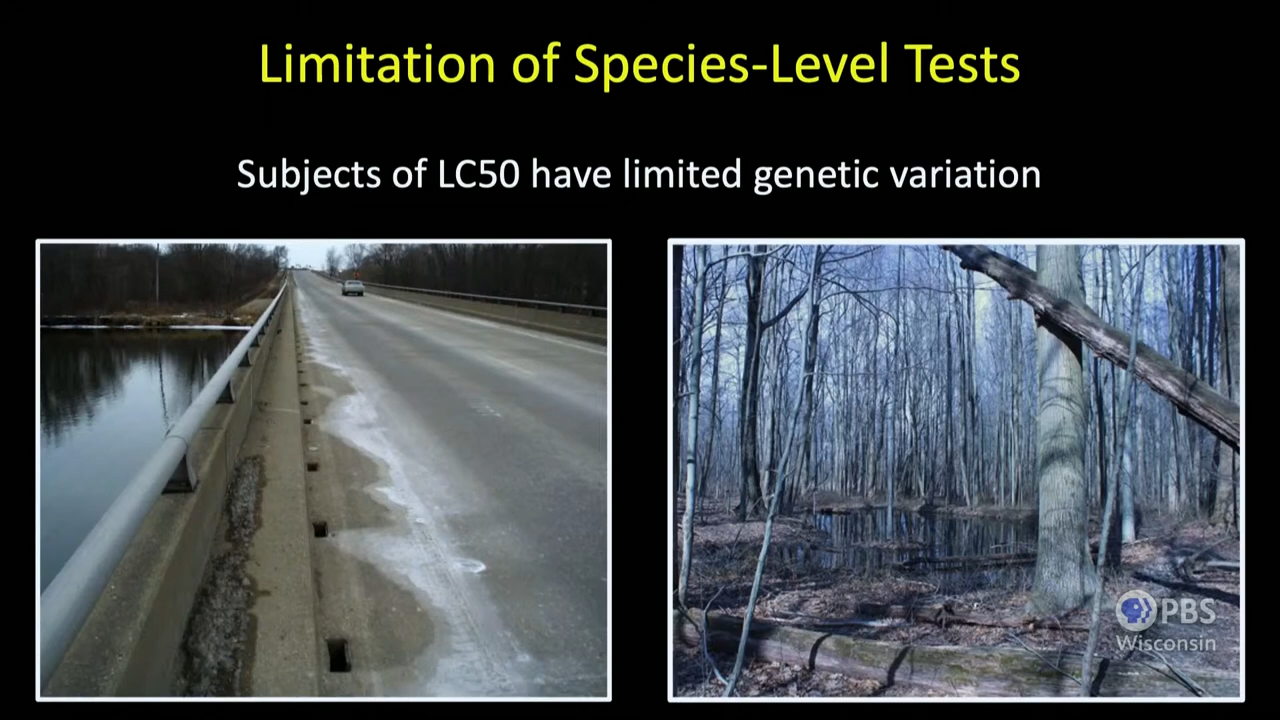 Limitation of Species-Level Tests
Subjects of LC50 have limited genetic variation
PBS
Wisconsin